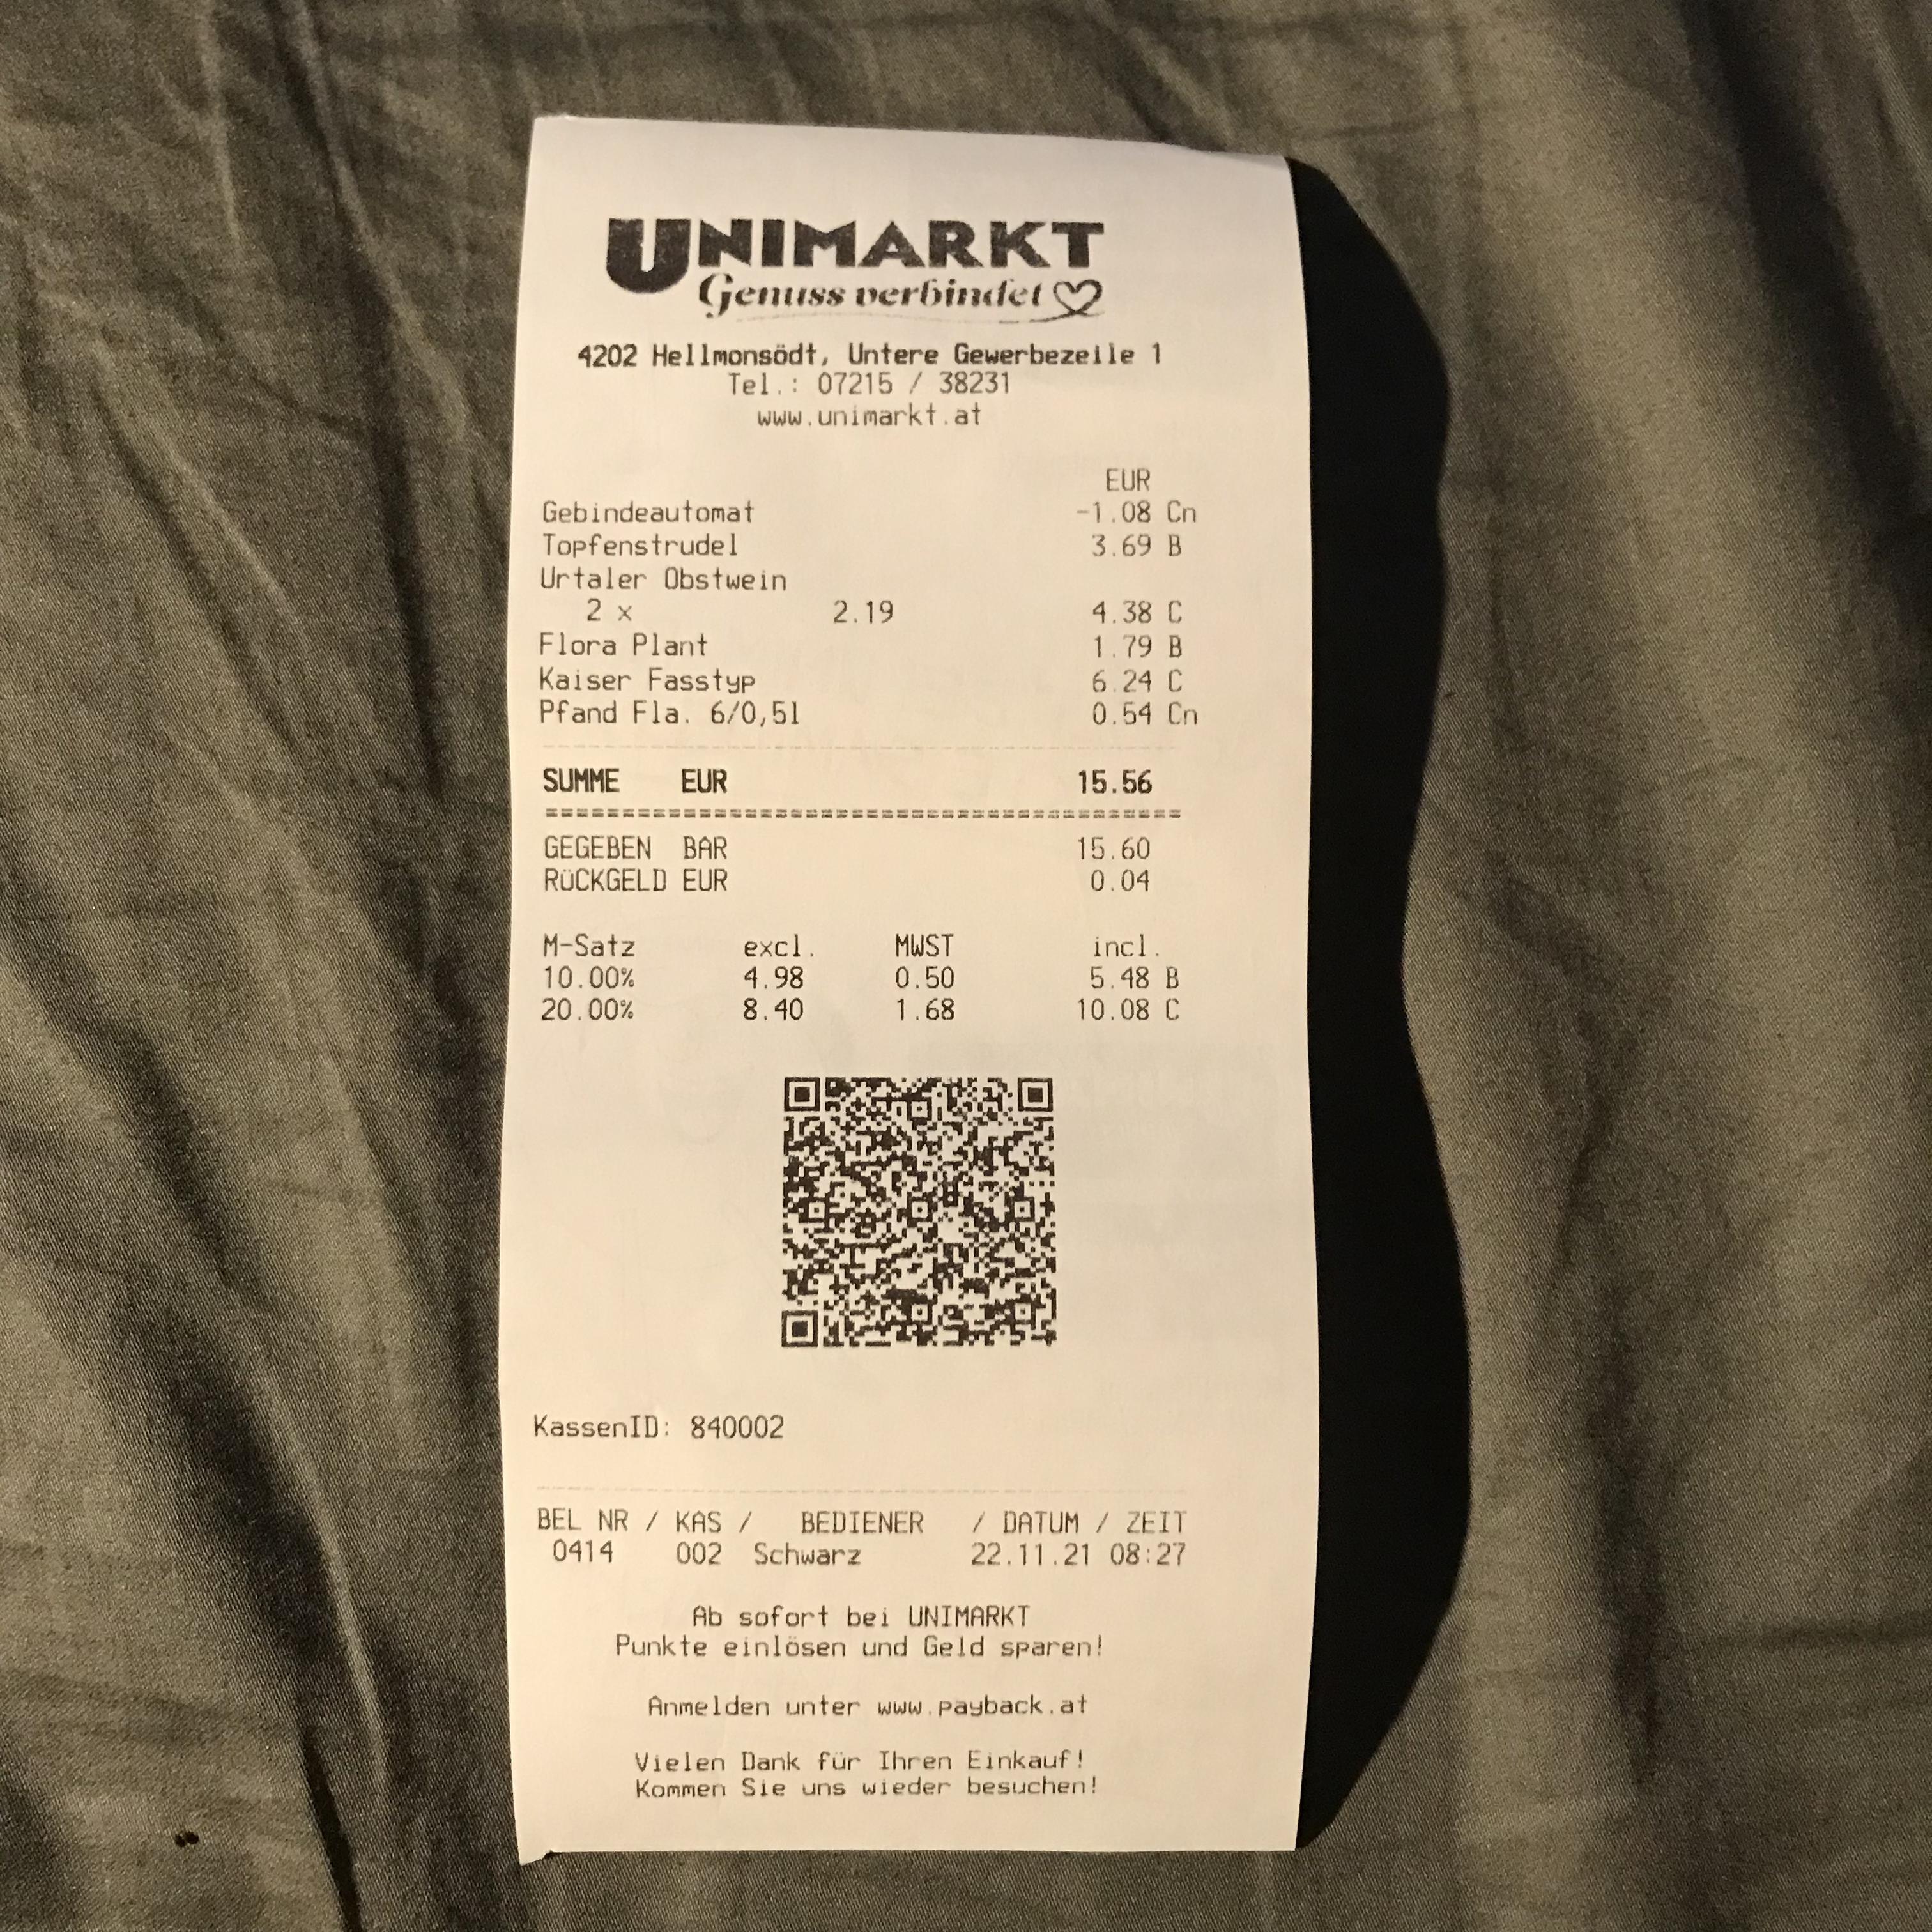 UNIMARKT
Genuss verbindet
4202 Hellmonsödt, Untere Gewerbezeile 1
Tel.: 07215 / 38231
www.unimarkt.at
EUR
Gebindeautomat -1.08 Cn
Topfenstrudel 3.69 B
Urtaler Obstwein
2 x 2.19 4.38 C
Flora Plant 1.79 B
Kaiser Fasstyp 6.24 C
Pfand Fla. 6/0,5l 0.54 Cn
SUMME EUR 15.56
GEGEBEN BAR 15.60
RÜCKGELD EUR 0.04
M-Satz excl. MWST incl.
10.00% 4.98 0.50 5.48 B
20.00% 8.40 1.68 10.08 C
KassenID: 840002
BEL NR / KAS / BEDIENER / DATUM / ZEIT
0414 002 Schwarz 22.11.21 08:27
Ab sofort bei UNIMARKT
Punkte einlösen und Geld sparen!
Anmelden unter www.payback.at
Vielen Dank für Ihren Einkauf!
Kommen Sie uns wieder besuchen!